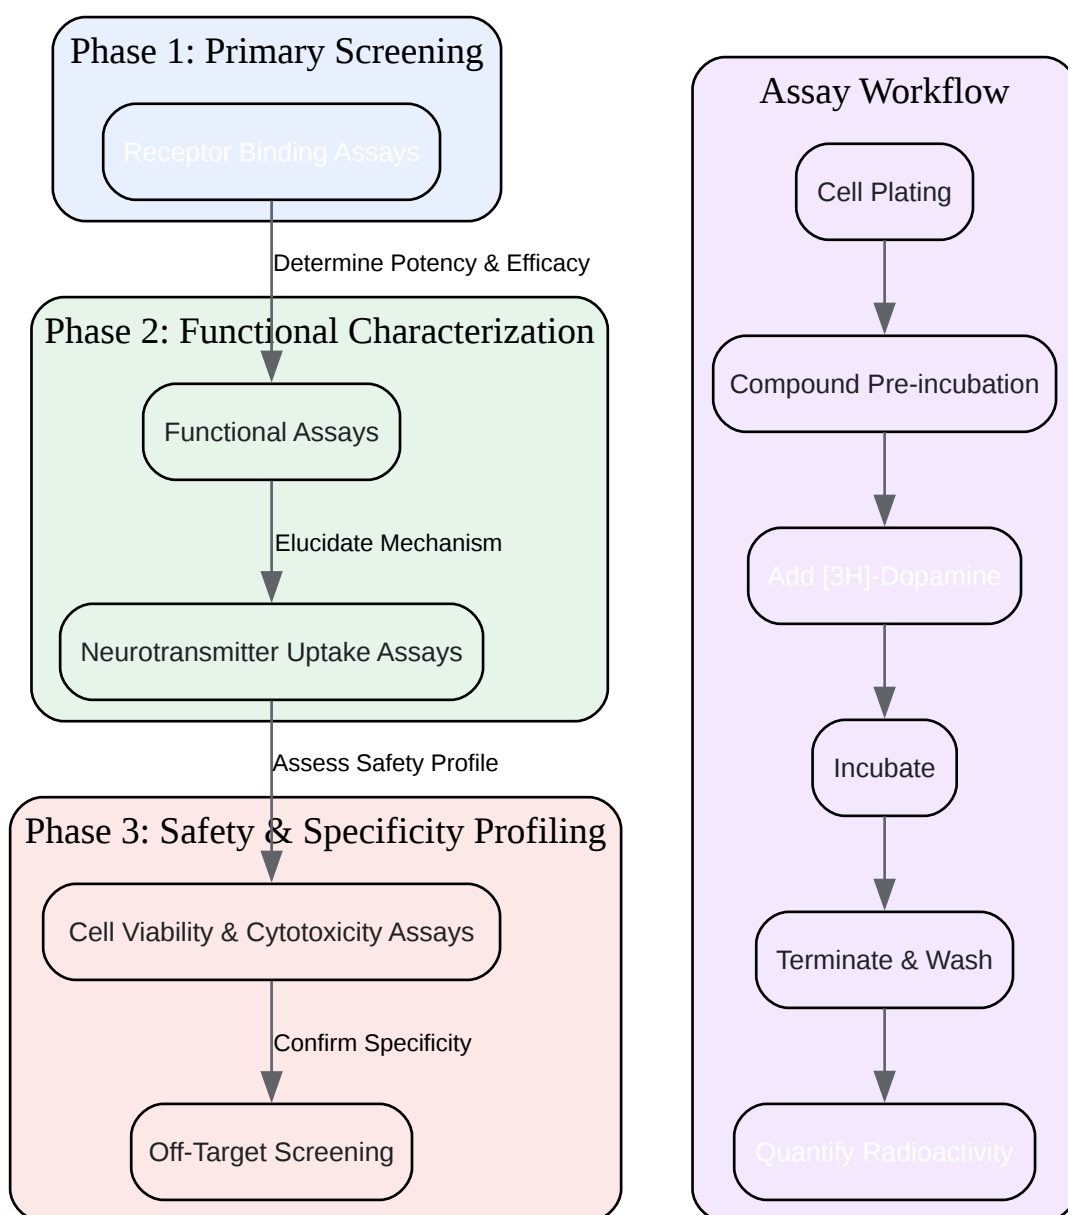 Phase 1: Primary Screening
Receptor Binding Assays
Determine Potency & Efficacy
Phase 2: Functional Characterization
Functional Assays
Elucidate Mechanism
Neurotransmitter Uptake Assays
Assess Safety Profile
Phase 3: Safety & Specificity Profiling
Cell Viability & Cytotoxicity Assays
Confirm Specificity
Off-Target Screening
Assay Workflow
Cell Plating
Compound Pre-incubation
Add [3H]-Dopamine
Incubate
Terminate & Wash
Quantify Radioactivity